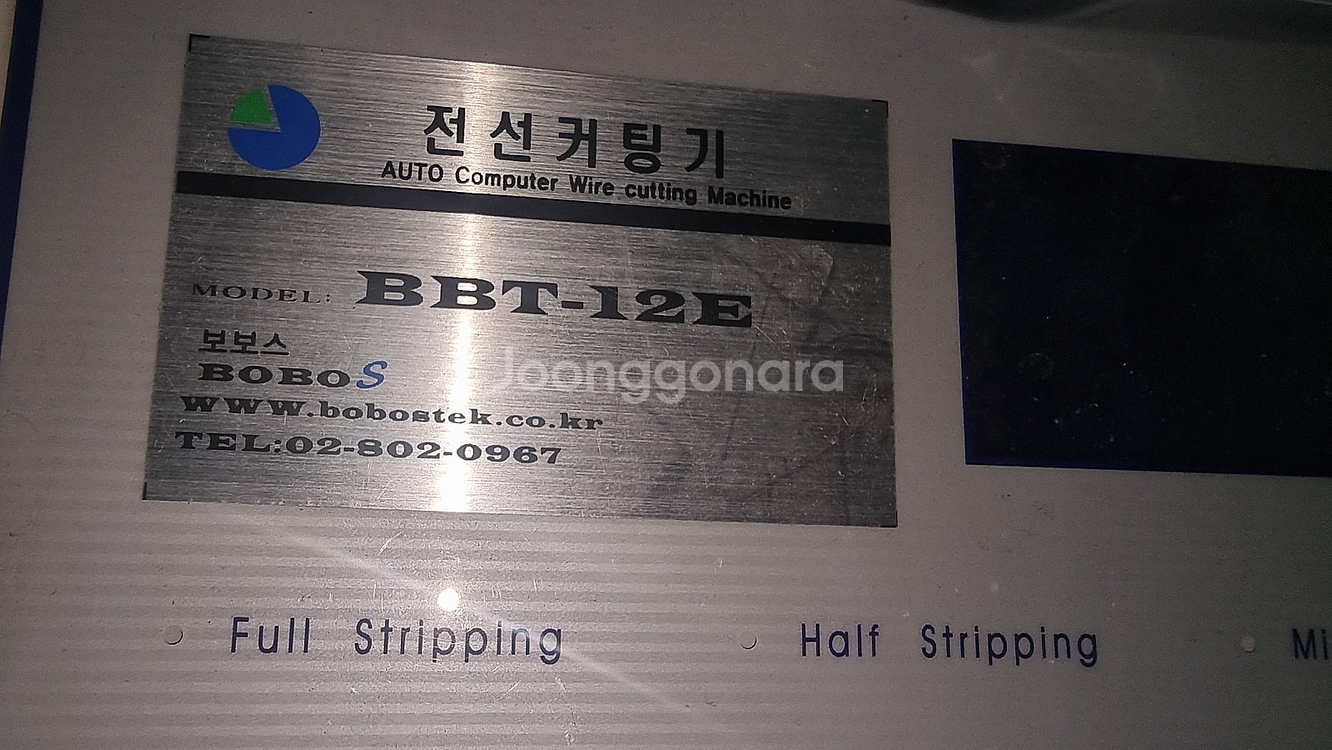 전선커팅기
AUTO Computer Wire cutting Machine
MODEL: BBT-12E
보보스
BOBOS
www.bobostek.co.kr
TEL:02-802-0967
Joonggonara
Full Stripping
Half Stripping
Mi